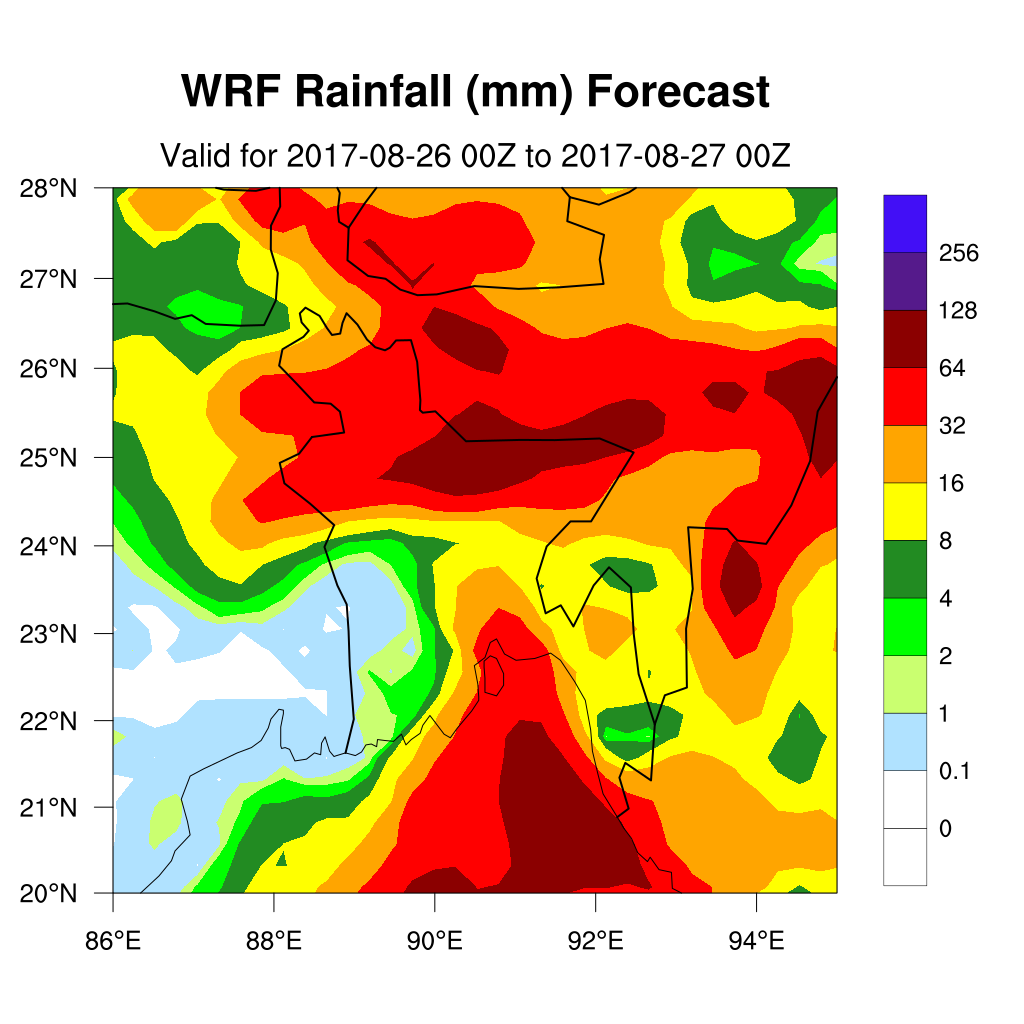 WRF Rainfall (mm) Forecast
Valid for 2017-08-26 00Z to 2017-08-27 00Z
28°N
27°N
26°N
25°N
24°N
23°N
22°N
21°N
20°N
86°E 88°E 90°E 92°E 94°E
256
128
64
32
16
8
4
2
1
0.1
0